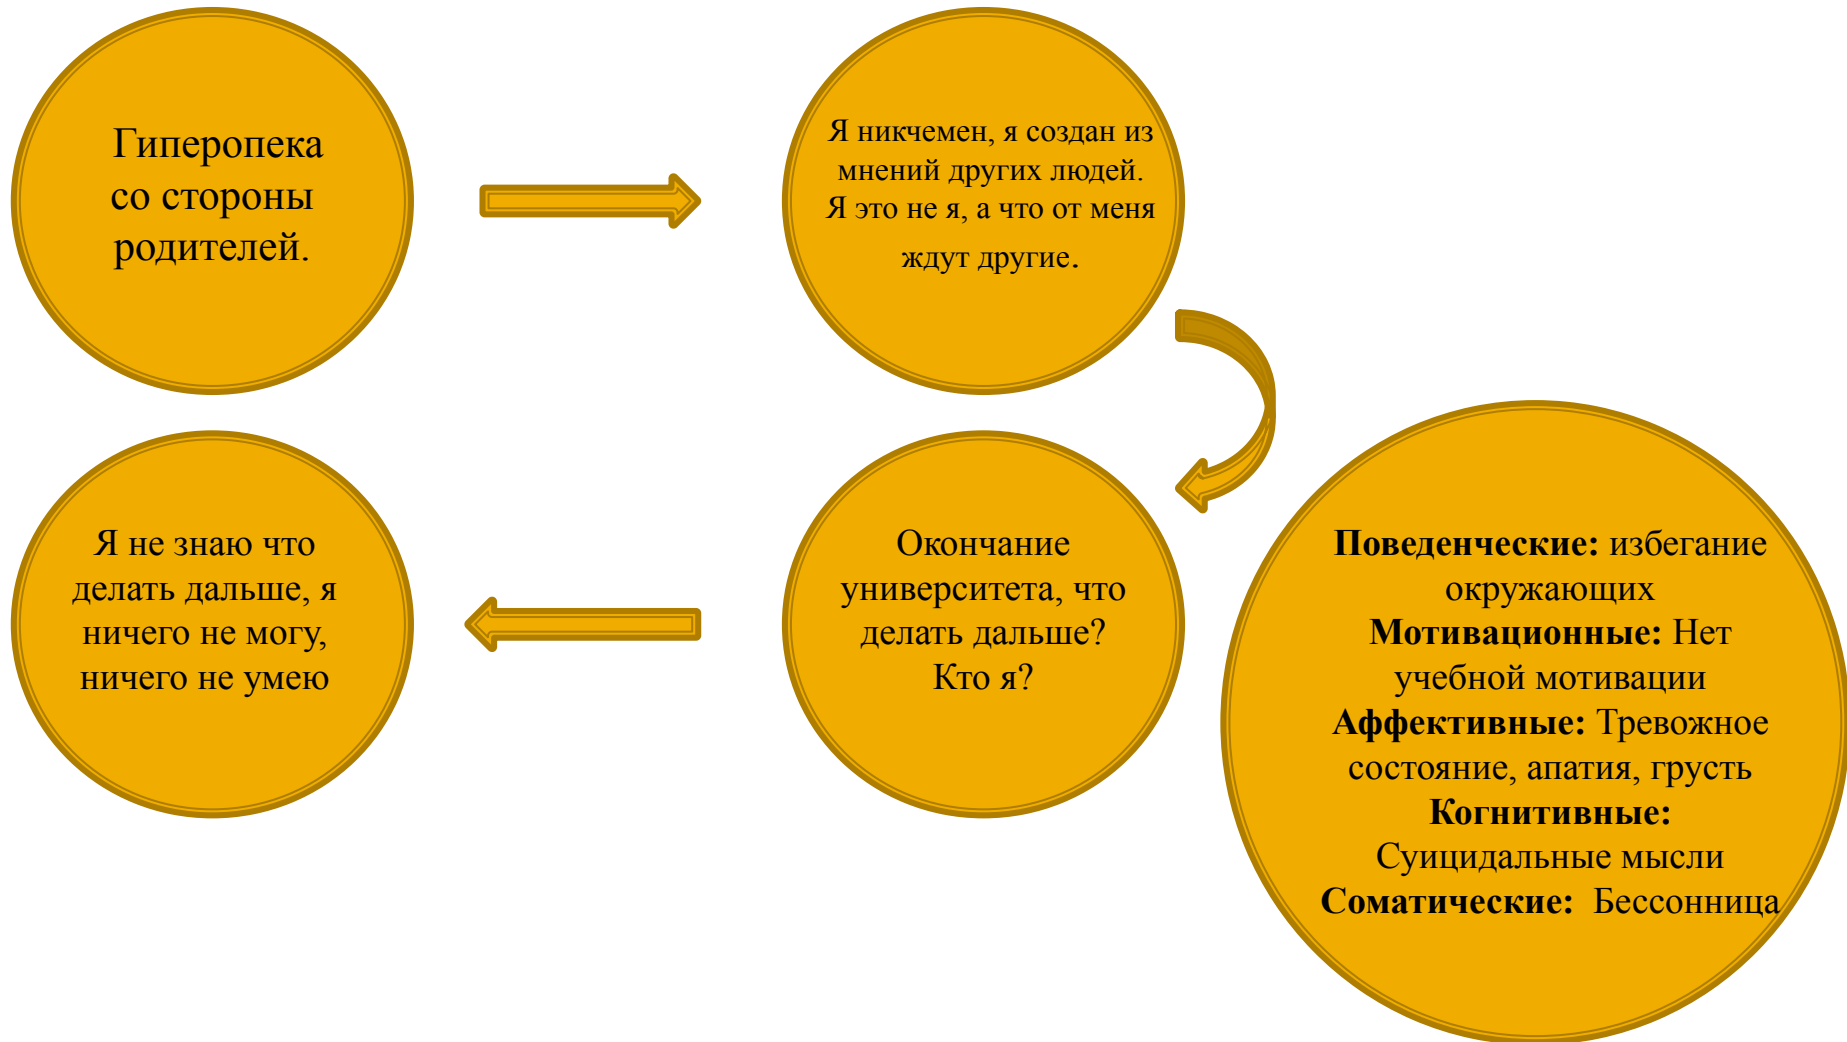 Гиперопека
со стороны
родителей.
Я никчемен, я создан из
мнений других людей.
Я это не я, а что от меня
ждут другие.
Окончание
университета, что
делать дальше?
Кто я?
Я не знаю что
делать дальше, я
ничего не могу,
ничего не умею
Поведенческие: избегание
окружающих
Мотивационные: Нет
учебной мотивации
Аффективные: Тревожное
состояние, апатия, грусть
Когнитивные:
Суицидальные мысли
Соматические: Бессонница